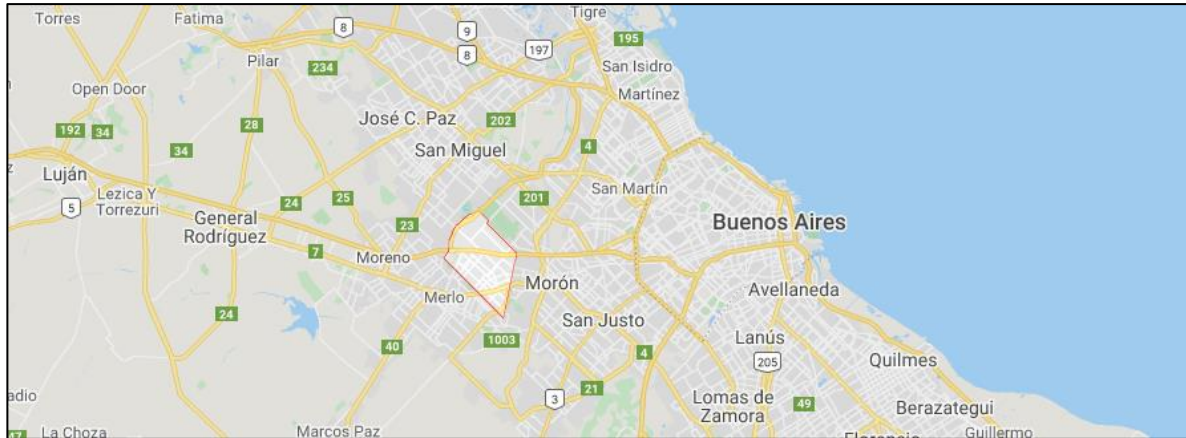 Torres
Fatima
Tigre
8
9
195
8
197
Pilar
San Isidro
234
Open Door
Martínez
José C. Paz
202
28
192
34
4
San Miguel
34
Luján
San Martín
Lezica Y
Torrezuri
25
201
24
5
General
Rodríguez
23
Buenos Aires
7
Moreno
Morón
Avellaneda
Merlo
24
San Justo
1003
Lanús
40
4
205
Quilmes
21
adio
3
Lomas de
Zamora
49
Berazategui
17
La Choza
Marcos Paz
Guillermo